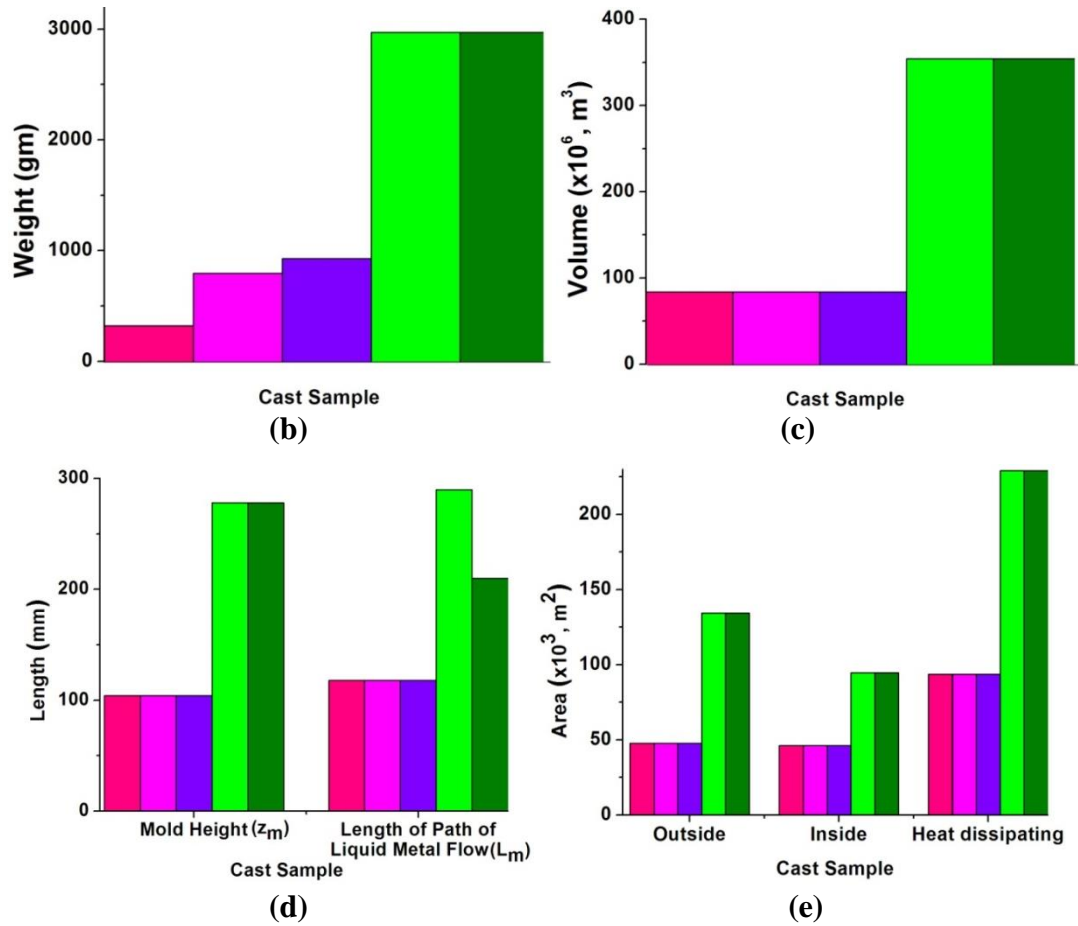 3000
2000
1000
0
Weight (gm)
Cast Sample
(b)
400
300
200
100
0
Volume (x10⁶, m³)
Cast Sample
(c)
300
200
100
0
Length (mm)
Mold Height (zₘ)
Length of Path of
Liquid Metal Flow(Lₘ)
Cast Sample
(d)
200
150
100
50
0
Area (x10³, m²)
Outside
Inside
Heat dissipating
Cast Sample
(e)